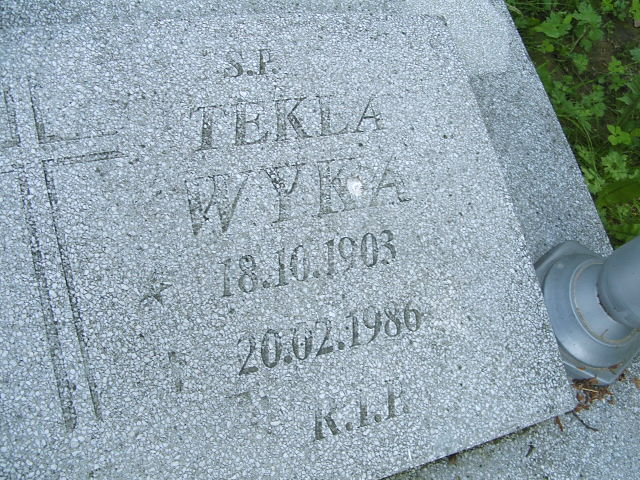 Ś.P.
TEKLA
WYKA
* 18.10.1903
† 20.02.1986
R.I.P.